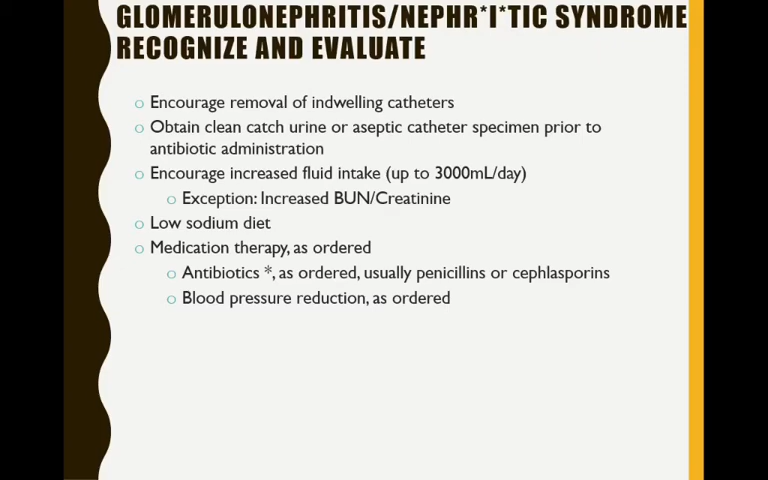 GLOMERULONEPHRITIS/NEPHR*I*TIC SYNDROME
RECOGNIZE AND EVALUATE
o Encourage removal of indwelling catheters
o Obtain clean catch urine or aseptic catheter specimen prior to
antibiotic administration
o Encourage increased fluid intake (up to 3000mL/day)
o Exception: Increased BUN/Creatinine
o Low sodium diet
o Medication therapy, as ordered
o Antibiotics *, as ordered, usually penicillins or cephlasporins
o Blood pressure reduction, as ordered